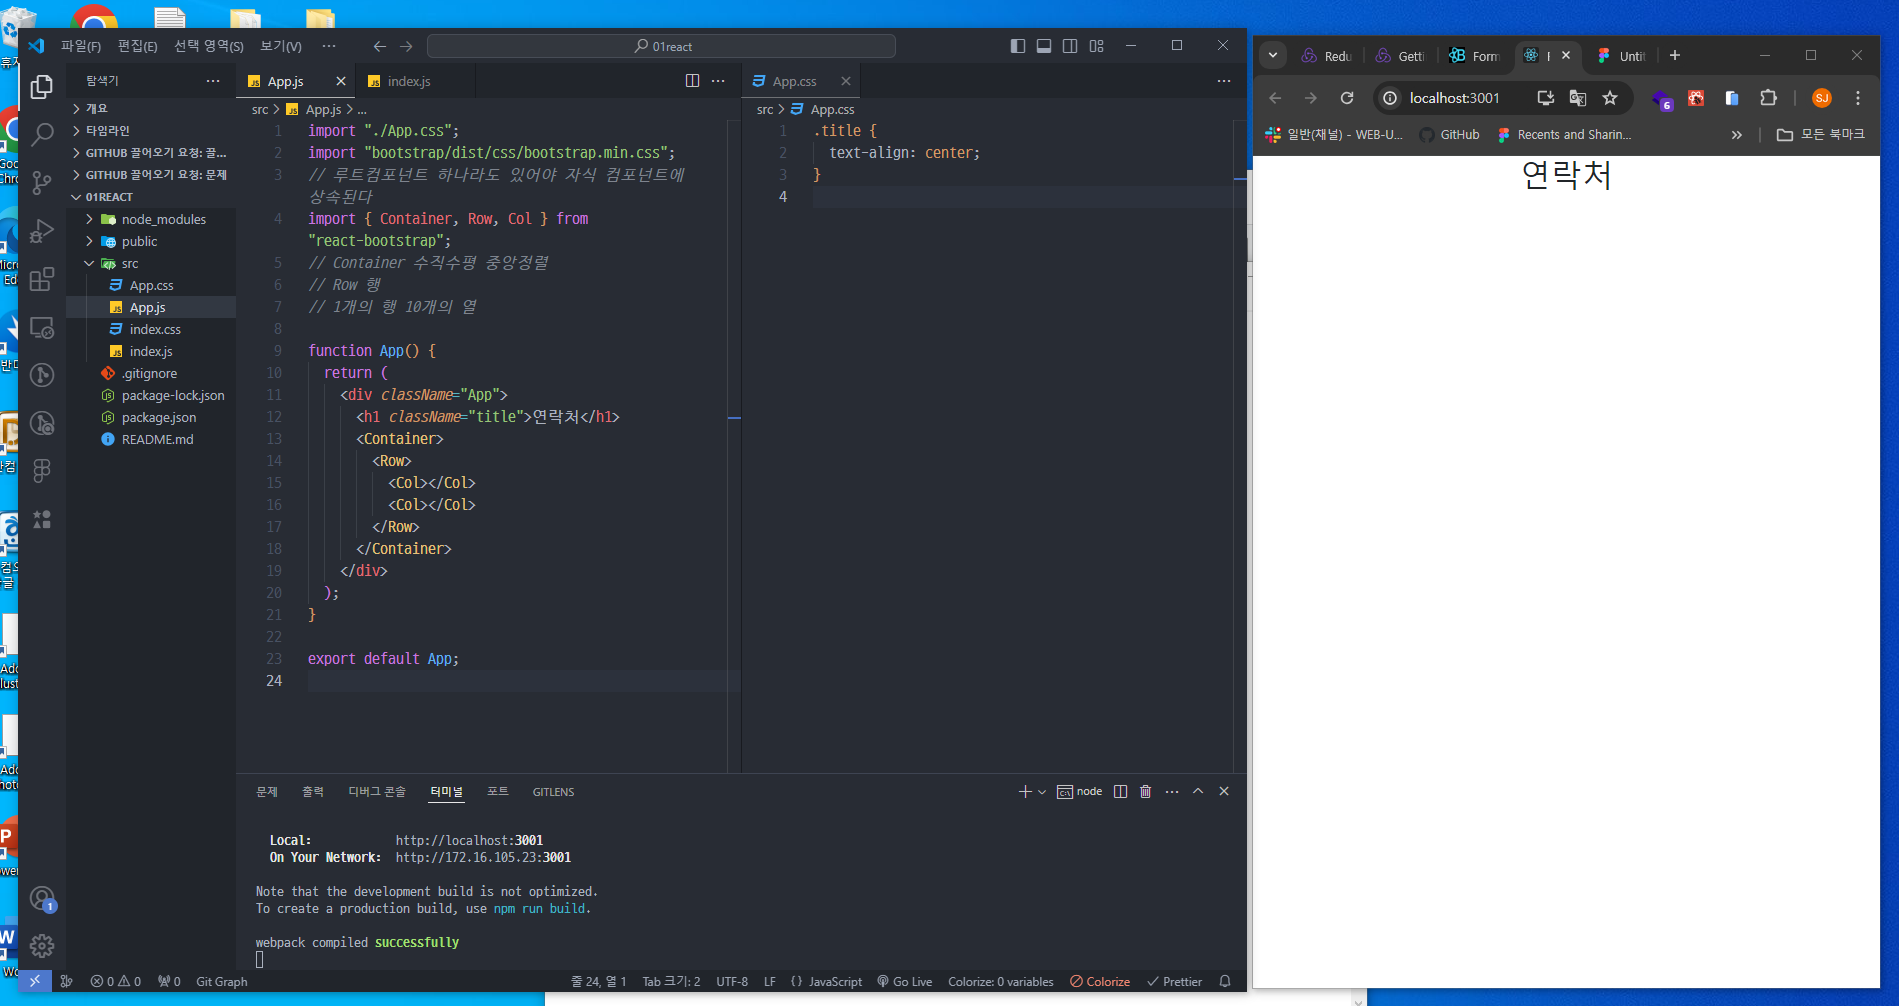 파일(F) 편집(E) 선택 영역(S) 보기(V) ··· 01react
탐색기 ···
개요
타임라인
GITHUB 끌어오기 요청: 끌...
GITHUB 끌어오기 요청: 문제
01REACT
node_modules
public
src
App.css
App.js
index.css
index.js
.gitignore
package-lock.json
package.json
README.md
App.js index.js
src > App.js > ...
1 import "./App.css";
2 import "bootstrap/dist/css/bootstrap.min.css";
3 // 루트컴포넌트 하나라도 있어야 자식 컴포넌트에
상속된다
4 import { Container, Row, Col } from
"react-bootstrap";
5 // Container 수직수평 중앙정렬
6 // Row 행
7 // 1개의 행 10개의 열
8
9 function App() {
10 return (
11 <div className="App">
12 <h1 className="title">연락처</h1>
13 <Container>
14 <Row>
15 <Col></Col>
16 <Col></Col>
17 </Row>
18 </Container>
19 </div>
20 );
21 }
22
23 export default App;
24
App.css
src > App.css
1 .title {
2 text-align: center;
3 }
4
문제 출력 디버그 콘솔 터미널 포트 GITLENS
node
Local: http://localhost:3001
On Your Network: http://172.16.105.23:3001
Note that the development build is not optimized.
To create a production build, use npm run build.
webpack compiled successfully
1
0 0 0 Git Graph 줄 24, 열 1 Tab 크기: 2 UTF-8 LF {} JavaScript Go Live Colorize: 0 variables Colorize Prettier
Redu Getti Form Untit
localhost:3001 6 SJ
일반(채널) - WEB-U... GitHub Recents and Sharin... » 모든 북마크
연락처